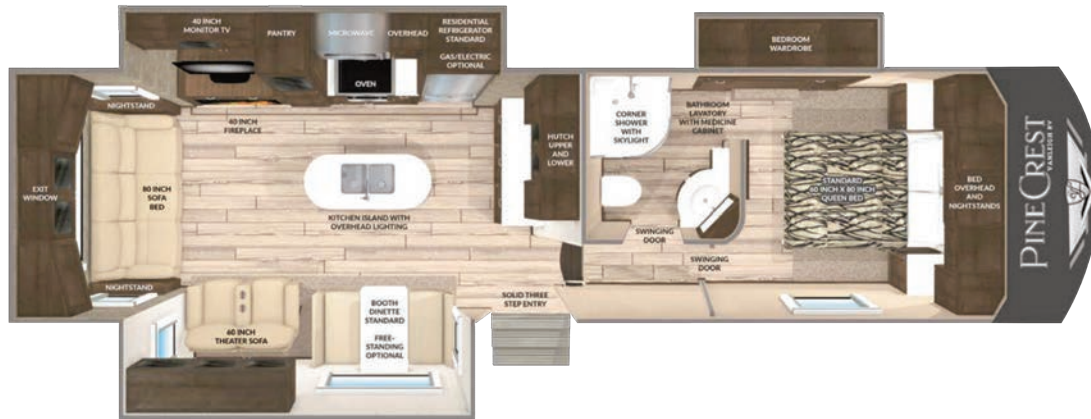 40 INCH
MONITOR TV
PANTRY
MICROWAVE
OVERHEAD
RESIDENTIAL
REFRIGERATOR
STANDARD
GAS/ELECTRIC
OPTIONAL
OVEN
BEDROOM
WARDROBE
NIGHTSTAND
40 INCH
FIREPLACE
EXIT
WINDOW
80 INCH
SOFA
BED
KITCHEN ISLAND WITH
OVERHEAD LIGHTING
HUTCH
UPPER
AND
LOWER
CORNER
SHOWER
WITH
SKYLIGHT
BATHROOM
LAVATORY
WITH MEDICINE
CABINET
SWINGING
DOOR
SWINGING
DOOR
STANDARD
60 INCH X 80 INCH
QUEEN BED
BED
OVERHEAD
AND
NIGHTSTANDS
PINECREST
VANLEIGH RV
NIGHTSTAND
60 INCH
THEATER SOFA
BOOTH
DINETTE
STANDARD
FREE-
STANDING
OPTIONAL
SOLID THREE
STEP ENTRY